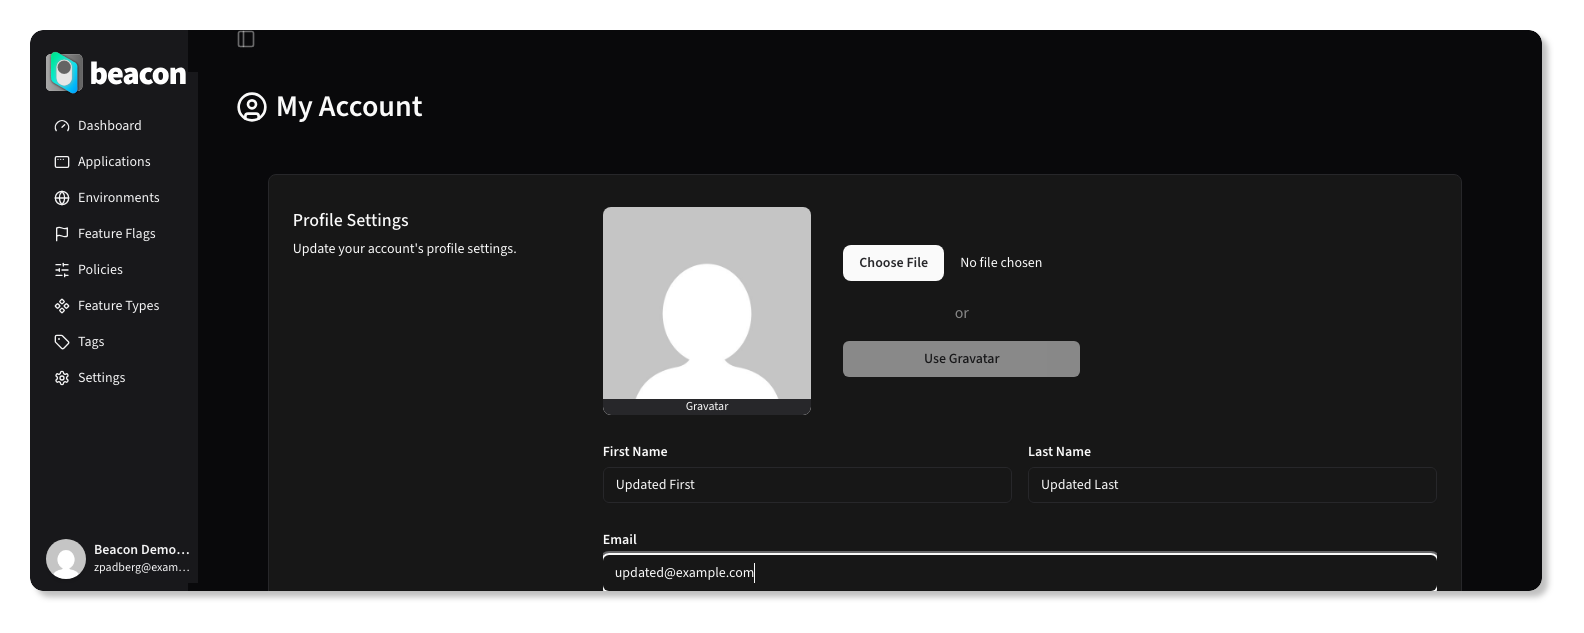 beacon
Dashboard
Applications
Environments
Feature Flags
Policies
Feature Types
Tags
Settings
Beacon Demo...
zpadberg@exam...
My Account
Profile Settings
Update your account's profile settings.
Gravatar
Choose File No file chosen
or
Use Gravatar
First Name
Updated First
Last Name
Updated Last
Email
updated@example.com